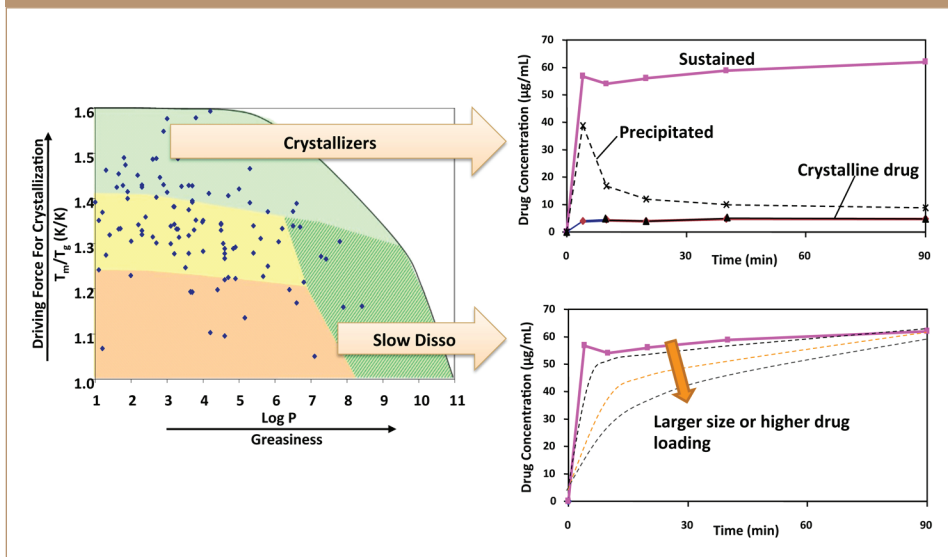 Driving Force For Crystallization
Tm/Tg (K/K)
1.6
1.5
1.4
1.3
1.2
1.1
1.0
1 2 3 4 5 6 7 8 9 10 11
Log P
Greasiness
Crystallizers
Slow Disso
Drug Concentration (µg/mL)
70
60
50
40
30
20
10
0
Sustained
Precipitated
Crystalline drug
0 30 60 90
Time (min)
Drug Concentration (µg/mL)
70
60
50
40
30
20
60
0
Larger size or higher drug
loading
0 30 60 90
Time (min)